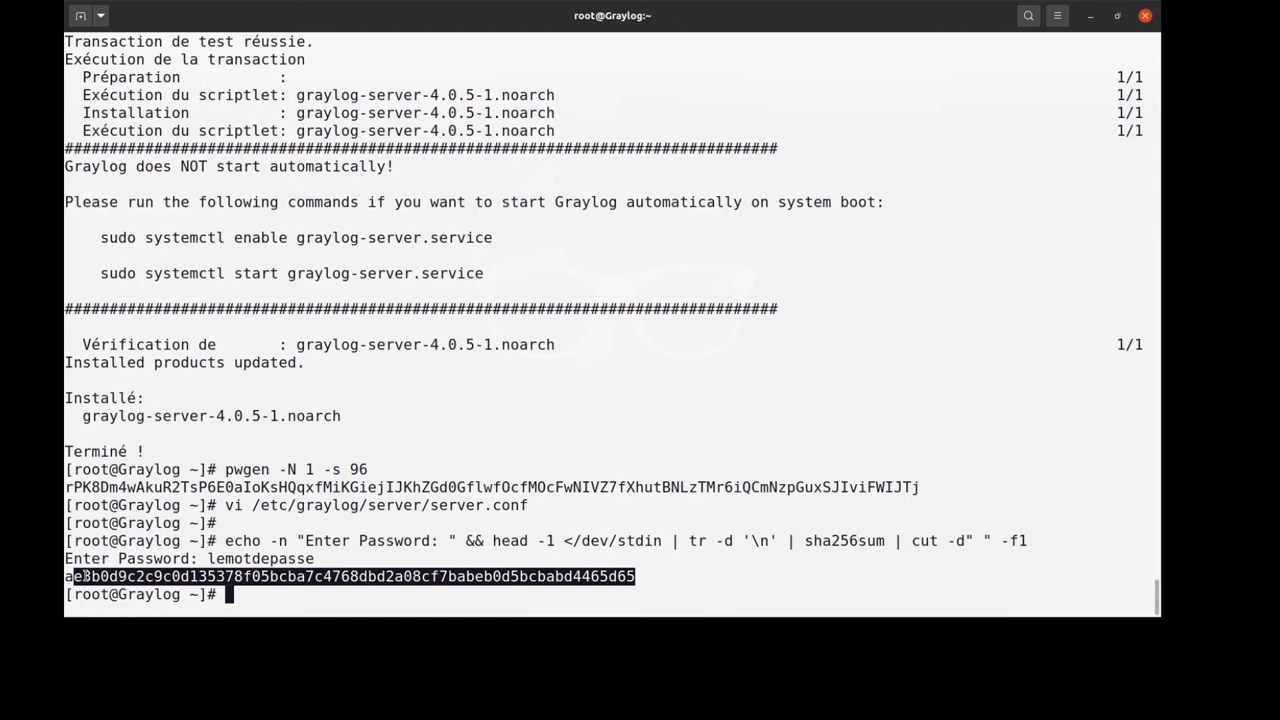 root@Graylog:~
Transaction de test réussie.
Exécution de la transaction
Préparation : 1/1
Exécution du scriptlet: graylog-server-4.0.5-1.noarch 1/1
Installation : graylog-server-4.0.5-1.noarch 1/1
Exécution du scriptlet: graylog-server-4.0.5-1.noarch 1/1
################################################################################
Graylog does NOT start automatically!
Please run the following commands if you want to start Graylog automatically on system boot:
sudo systemctl enable graylog-server.service
sudo systemctl start graylog-server.service
################################################################################
Vérification de : graylog-server-4.0.5-1.noarch 1/1
Installed products updated.
Installé:
graylog-server-4.0.5-1.noarch
Terminé !
[root@Graylog ~]# pwgen -N 1 -s 96
rPK8Dm4wAkuR2TsP6E0aIoKsHQqxfMiKGiejIJKhZGd0GflwfOcfMOcFwNIVZ7fXhutBNLzTMr6iQCmNzpGuxSJIviFWIJTj
[root@Graylog ~]# vi /etc/graylog/server/server.conf
[root@Graylog ~]#
[root@Graylog ~]# echo -n "Enter Password: " && head -1 </dev/stdin | tr -d '\n' | sha256sum | cut -d" " -f1
Enter Password: lemotdepasse
ae3b0d9c2c9c0d135378f05bcba7c4768dbd2a08cf7babeb0d5bcbabd4465d65
[root@Graylog ~]#